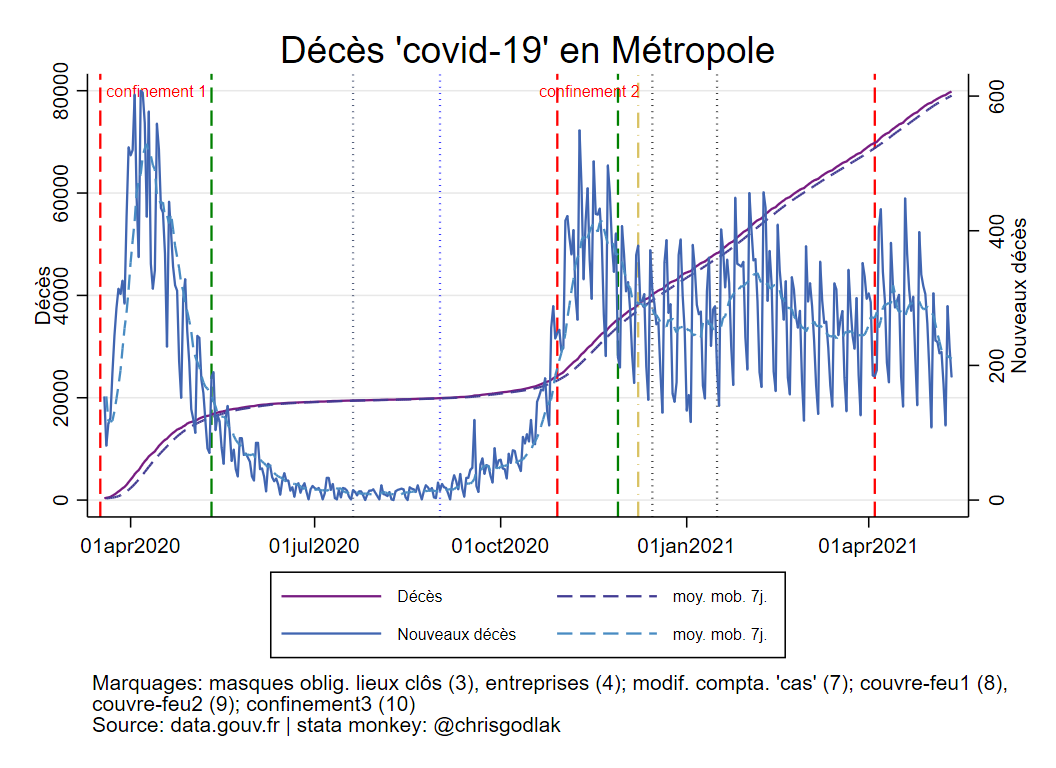 Décès 'covid-19' en Métropole
confinement 1
confinement 2
80000
60000
40000
20000
0
Décès
600
400
200
0
Nouveaux décès
01apr2020
01jul2020
01oct2020
01jan2021
01apr2021
Décès
moy. mob. 7j.
Nouveaux décès
moy. mob. 7j.
Marquages: masques oblig. lieux clôs (3), entreprises (4); modif. compta. 'cas' (7); couvre-feu1 (8),
couvre-feu2 (9); confinement3 (10)
Source: data.gouv.fr | stata monkey: @chrisgodlak